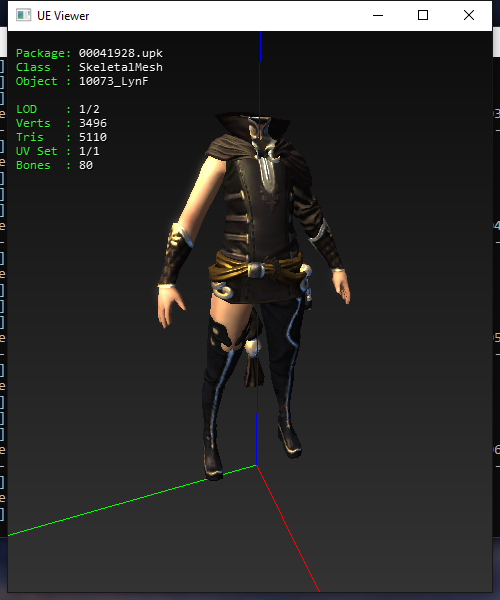 UE Viewer
Package: 00041928.upk
Class : SkeletalMesh
Object : 10073_LynF
LOD : 1/2
Verts : 3496
Tris : 5110
UV Set : 1/1
Bones : 80